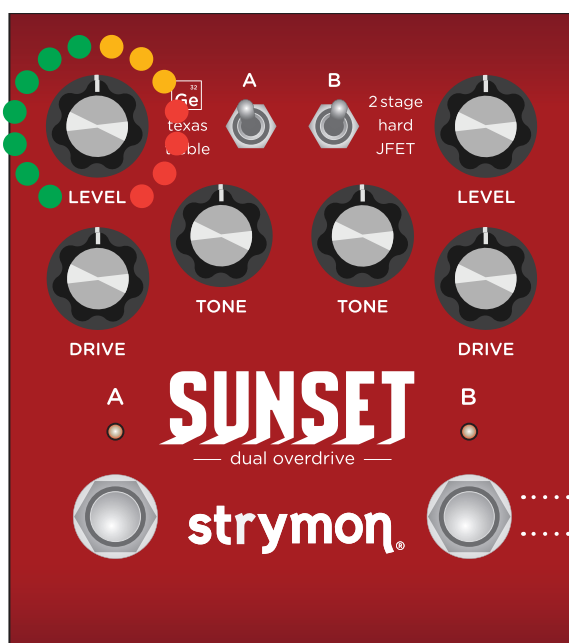 A
B
32
Ge
texas
2 stage
hard
JFET
LEVEL
LEVEL
TONE
TONE
DRIVE
DRIVE
A
B
SUNSET
dual overdrive
strymon®